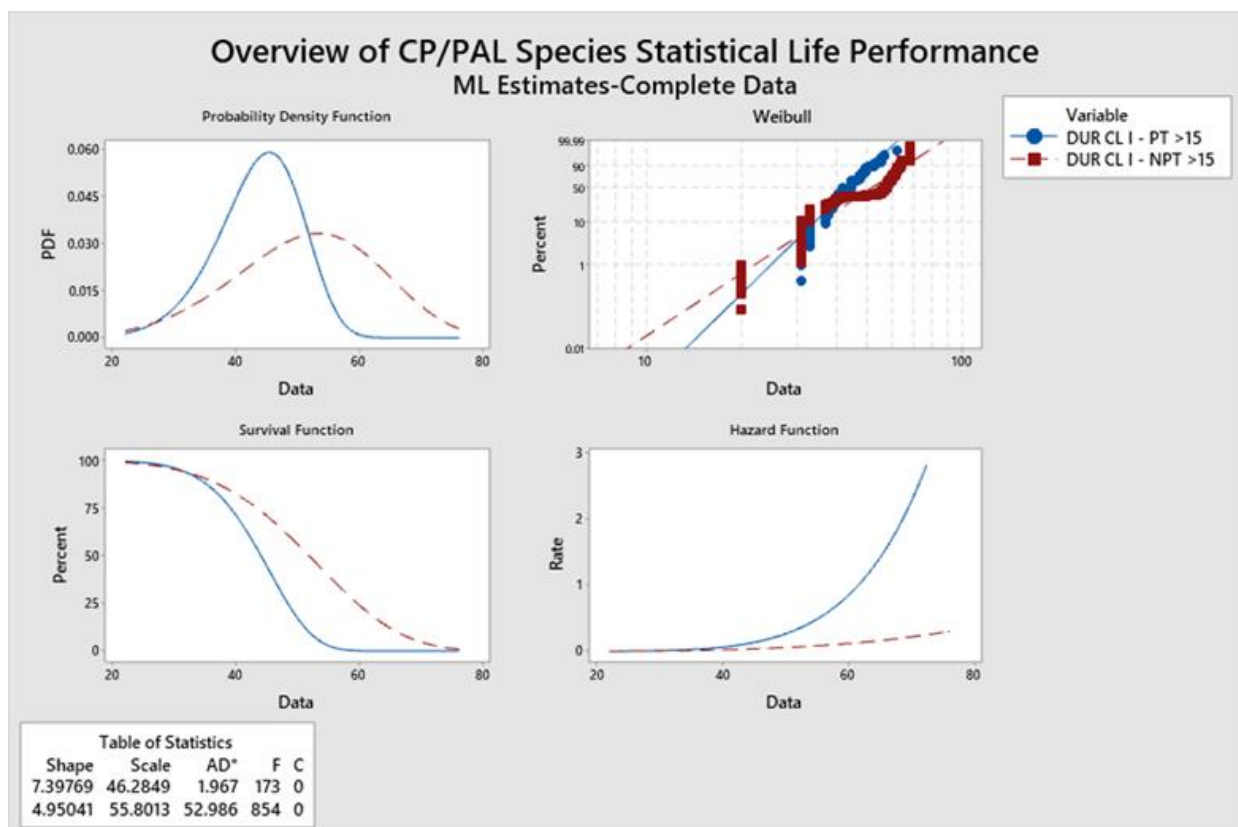 Overview of CP/PAL Species Statistical Life Performance
ML Estimates-Complete Data
Probability Density Function
0.060
0.045
0.030
0.015
0.000
PDF
20 40 60 80
Data
Weibull
99.99
90
50
10
1
0.01
Percent
10 100
Data
Variable
DUR CL I - PT >15
DUR CL I - NPT >15
Survival Function
100
75
50
25
0
Percent
20 40 60 80
Data
Hazard Function
3
2
1
0
Rate
20 40 60 80
Data
Table of Statistics
Shape Scale AD* F C
7.39769 46.2849 1.967 173 0
4.95041 55.8013 52.986 854 0